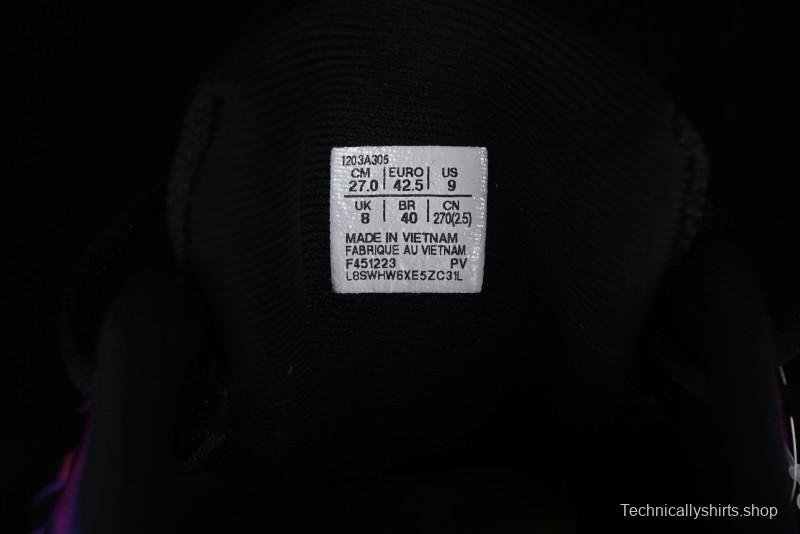 1203A305
CM EURO US
27.0 42.5 9
UK BR CN
8 40 270(2.5)
MADE IN VIETNAM
FABRIQUE AU VIETNAM
F451223 PV
L8SWHW6XE5ZC31L
Technicallyshirts.shop